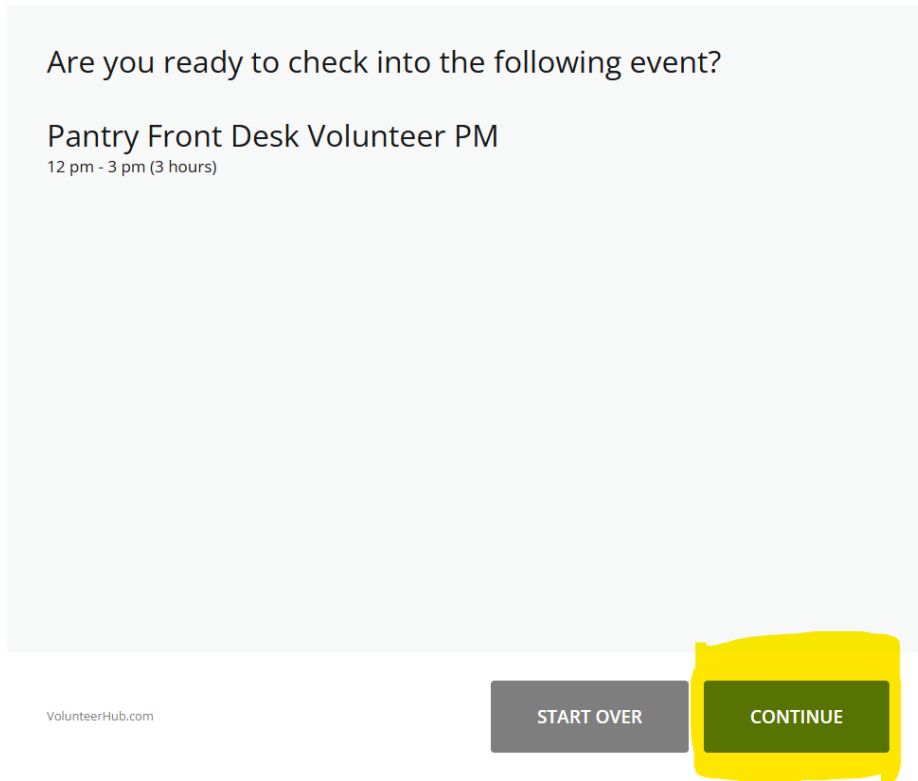 Are you ready to check into the following event?
Pantry Front Desk Volunteer PM
12 pm - 3 pm (3 hours)
VolunteerHub.com
START OVER
CONTINUE